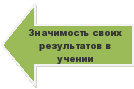 Значимость своих
результатов в
учении